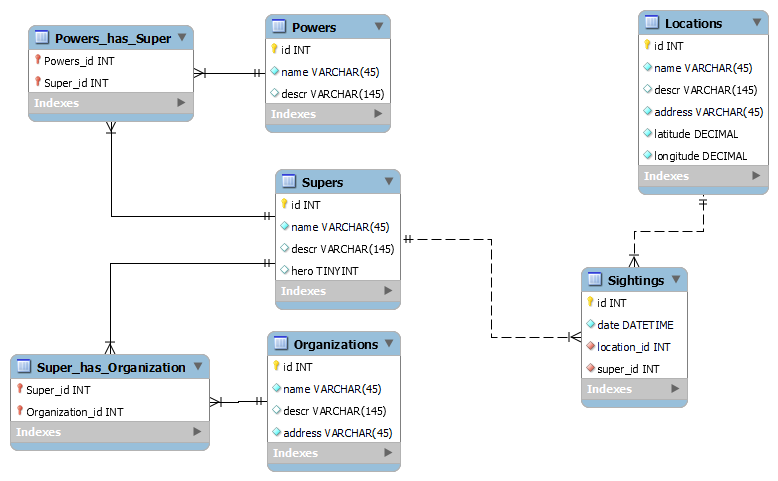 Powers_has_Super
Powers_id INT
Super_id INT
Indexes
Powers
id INT
name VARCHAR(45)
descr VARCHAR(145)
Indexes
Locations
id INT
name VARCHAR(45)
descr VARCHAR(145)
address VARCHAR(45)
latitude DECIMAL
longitude DECIMAL
Indexes
Supers
id INT
name VARCHAR(45)
descr VARCHAR(145)
hero TINYINT
Indexes
Sightings
id INT
date DATETIME
location_id INT
super_id INT
Indexes
Super_has_Organization
Super_id INT
Organization_id INT
Indexes
Organizations
id INT
name VARCHAR(45)
descr VARCHAR(145)
address VARCHAR(45)
Indexes